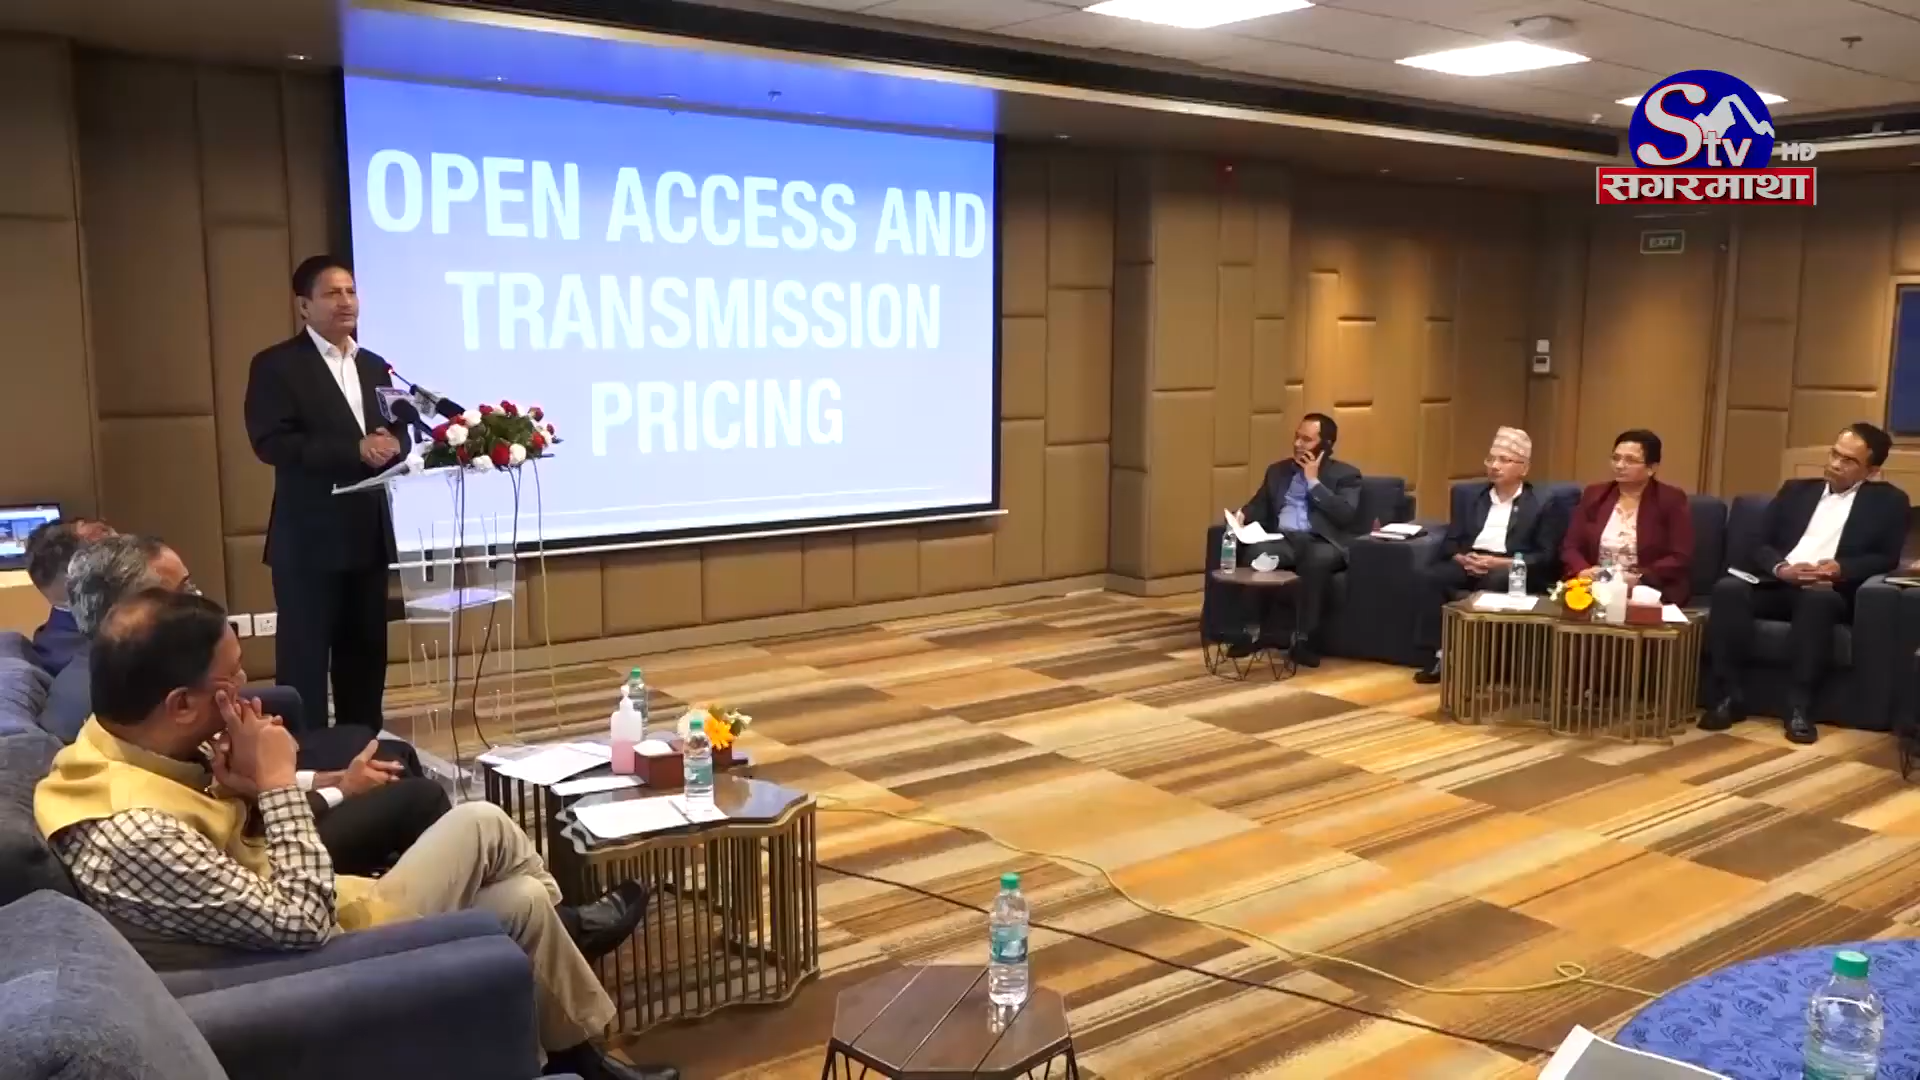 OPEN ACCESS AND
TRANSMISSION
PRICING
Stv HD
सगरमाथा
EXIT